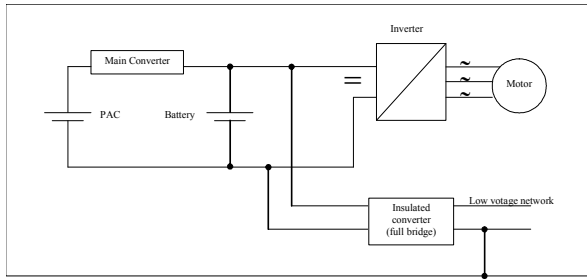 Inverter
Main Converter
PAC
Battery
=
~
~
~
Motor
Insulated
converter
(full bridge)
Low votage network